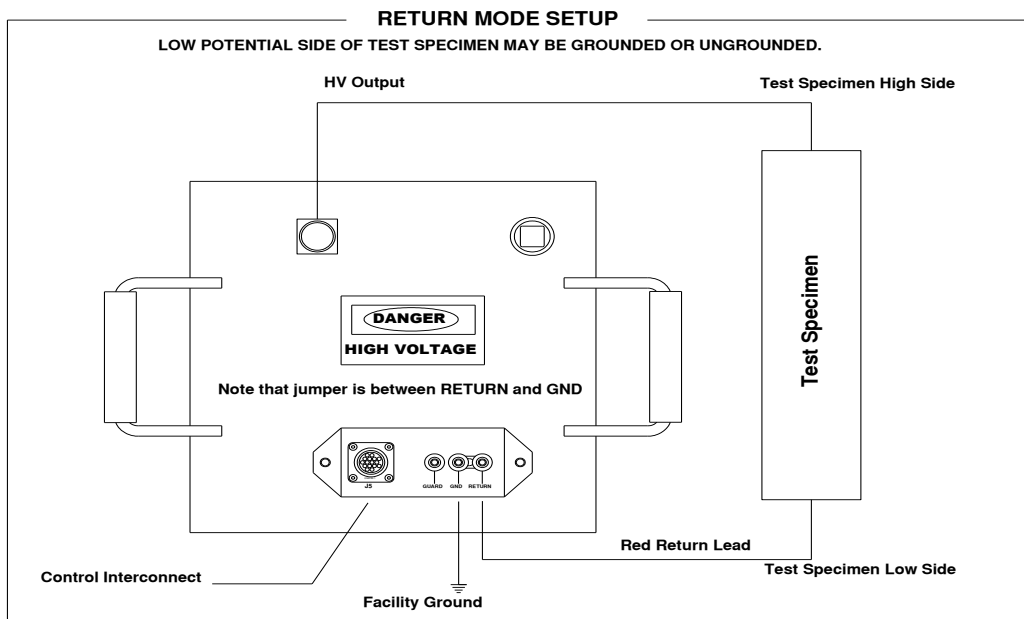 RETURN MODE SETUP
LOW POTENTIAL SIDE OF TEST SPECIMEN MAY BE GROUNDED OR UNGROUNDED.
HV Output
Test Specimen High Side
DANGER
HIGH VOLTAGE
Test Specimen
Note that jumper is between RETURN and GND
J5
GUARD GND RETURN
Red Return Lead
Control Interconnect
Test Specimen Low Side
Facility Ground